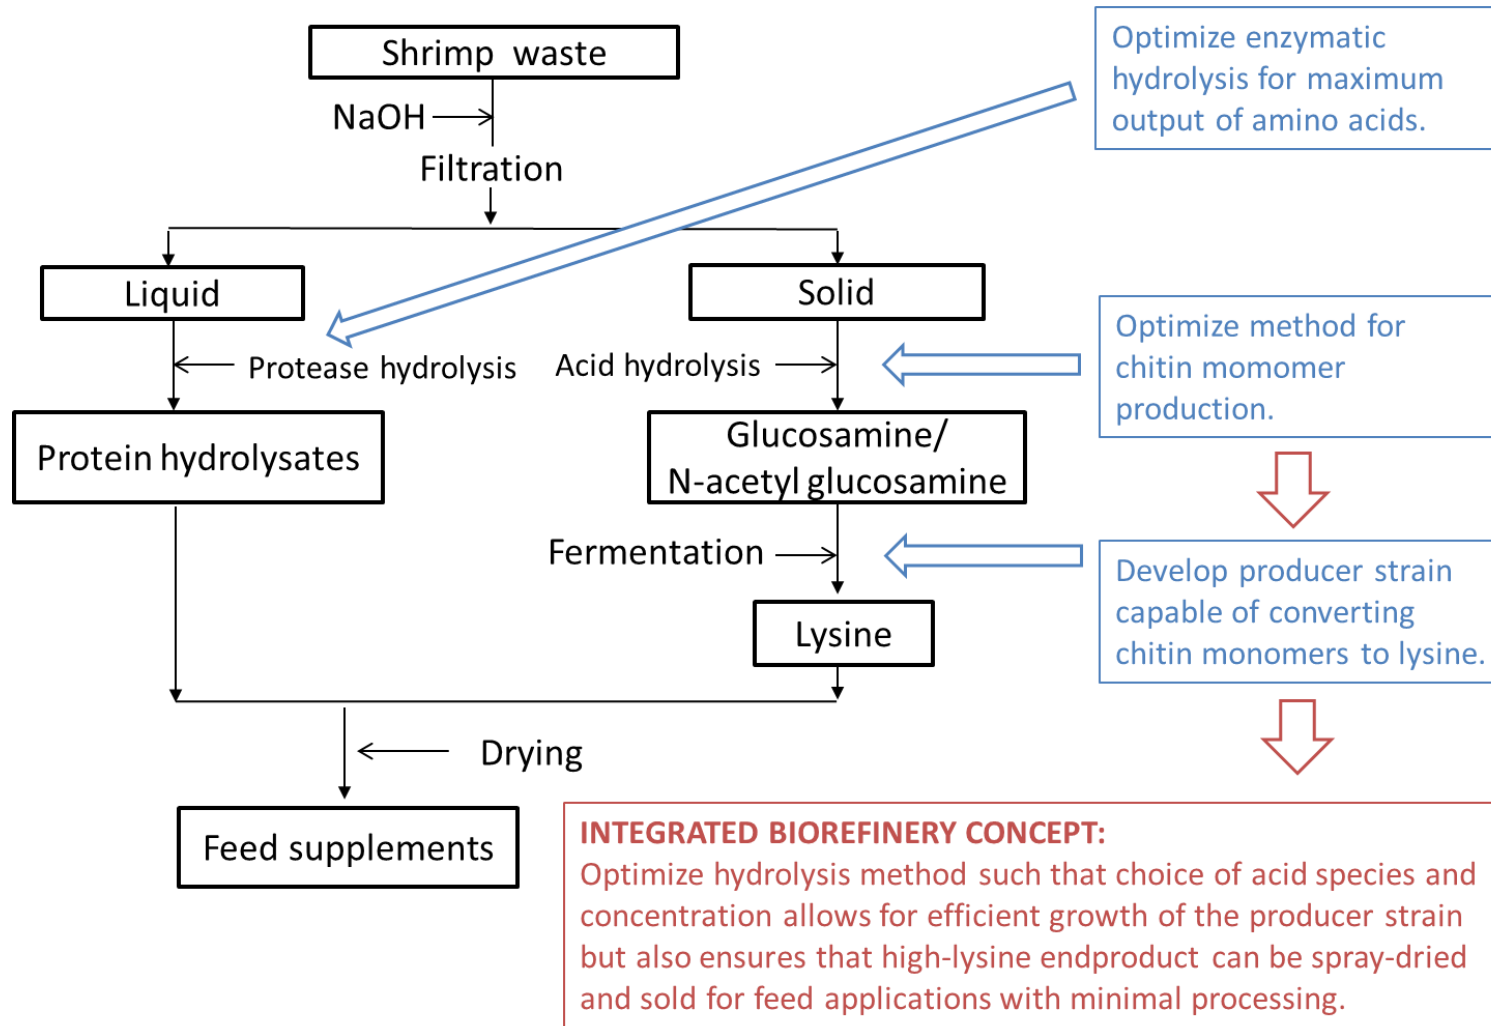 Shrimp waste
NaOH
Filtration
Liquid
Solid
Protease hydrolysis
Acid hydrolysis
Protein hydrolysates
Glucosamine/
N-acetyl glucosamine
Fermentation
Lysine
Drying
Feed supplements
Optimize enzymatic
hydrolysis for maximum
output of amino acids.
Optimize method for
chitin momomer
production.
Develop producer strain
capable of converting
chitin monomers to lysine.
INTEGRATED BIOREFINERY CONCEPT:
Optimize hydrolysis method such that choice of acid species and
concentration allows for efficient growth of the producer strain
but also ensures that high-lysine endproduct can be spray-dried
and sold for feed applications with minimal processing.